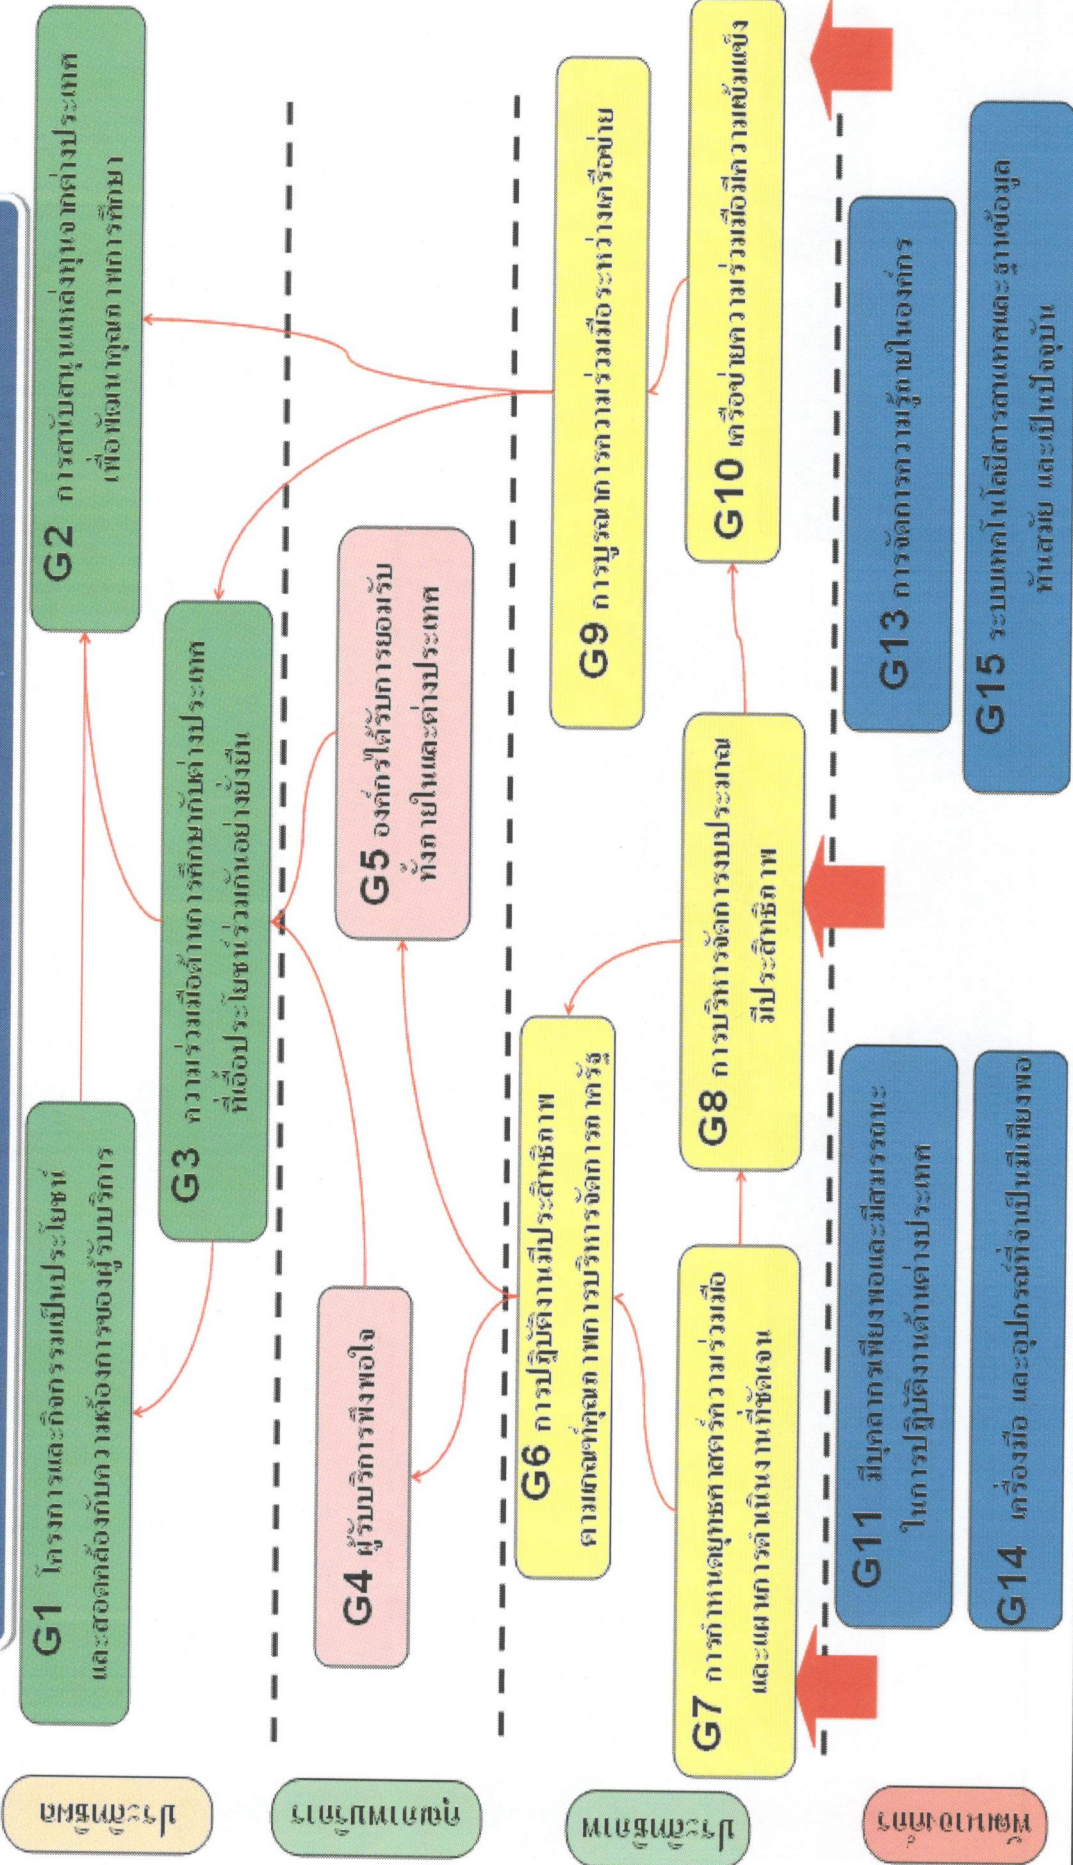 ประสิทธิผล
G1 โครงการและกิจกรรมเป็นประโยชน์
และสอดคล้องกับความต้องการของผู้รับบริการ
G2 การสนับสนุนแหล่งทุนจากต่างประเทศ
เพื่อพัฒนาคุณภาพการศึกษา
G3 ความร่วมมือด้านการศึกษากับต่างประเทศ
ที่เอื้อประโยชน์ร่วมกันอย่างยั่งยืน
คุณภาพบริการ
G4 ผู้รับบริการพึงพอใจ
G5 องค์กรได้รับการยอมรับ
ทั้งภายในและต่างประเทศ
ประสิทธิภาพ
G6 การปฏิบัติงานมีประสิทธิภาพ
ตามเกณฑ์คุณภาพการบริหารจัดการภาครัฐ
G9 การบูรณาการความร่วมมือระหว่างเครือข่าย
G7 การกำหนดยุทธศาสตร์ความร่วมมือ
และแผนการดำเนินงานที่ชัดเจน
G8 การบริหารจัดการงบประมาณ
มีประสิทธิภาพ
G10 เครือข่ายความร่วมมือมีความเข้มแข็ง
พัฒนาองค์กร
G11 มีบุคลากรเพียงพอและมีสมรรถนะ
ในการปฏิบัติงานด้านต่างประเทศ
G13 การจัดการความรู้ภายในองค์กร
G14 เครื่องมือ และอุปกรณ์ที่จำเป็นมีเพียงพอ
G15 ระบบเทคโนโลยีสารสนเทศและฐานข้อมูล
ทันสมัย และเป็นปัจจุบัน